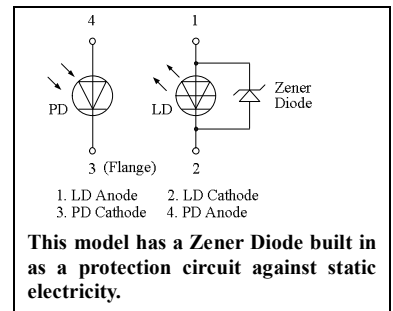 4 1
PD LD Zener
Diode
3 (Flange) 2
1. LD Anode 2. LD Cathode
3. PD Cathode 4. PD Anode
This model has a Zener Diode built in
as a protection circuit against static
electricity.